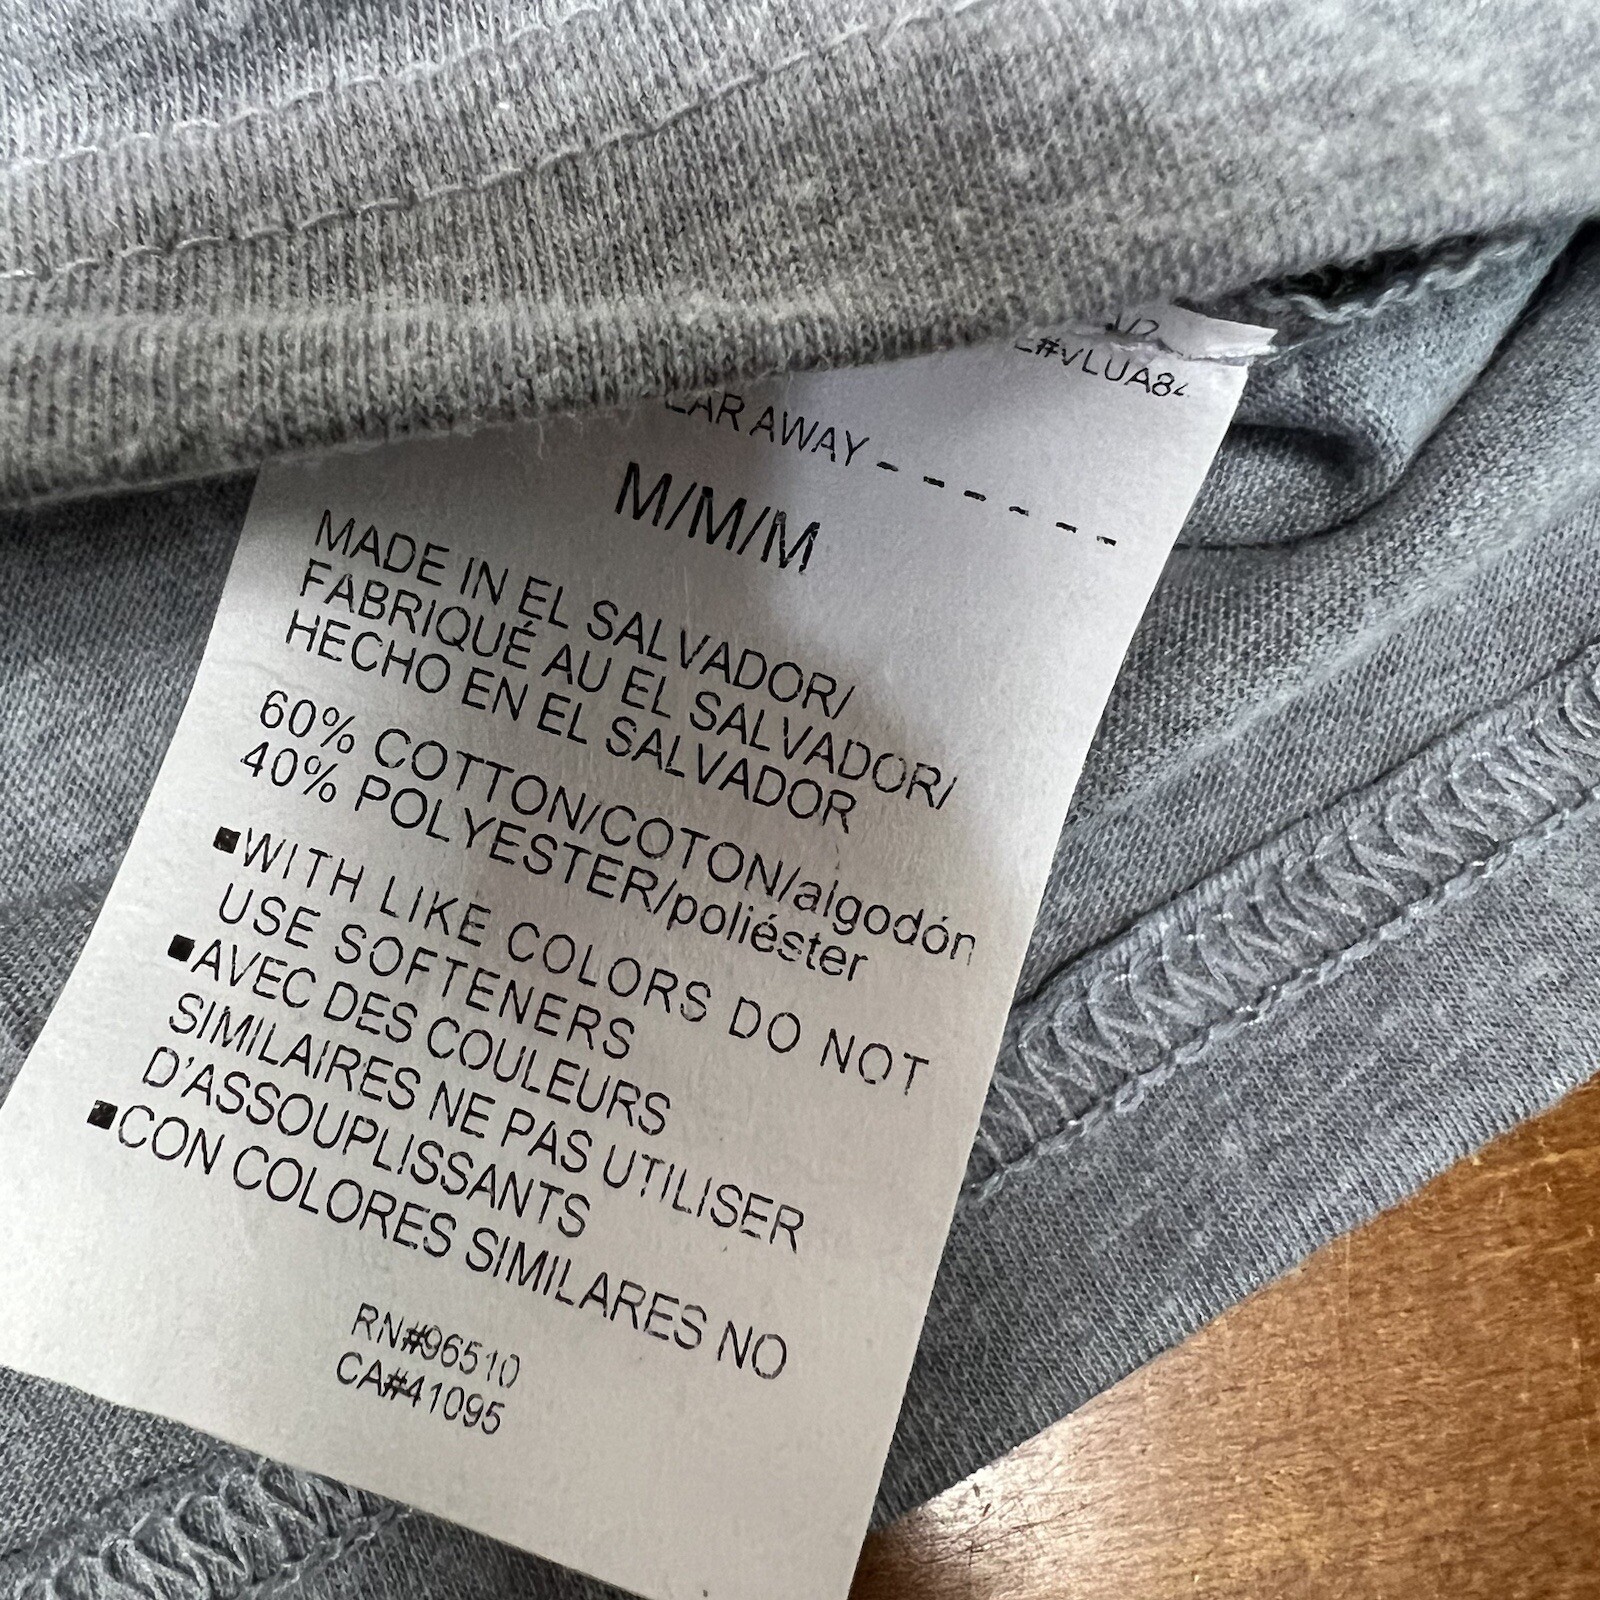 #VLUA84
AWAY - - - - - -
M/M/M
MADE IN EL SALVADOR/
FABRIQUÉ AU EL SALVADOR/
HECHO EN EL SALVADOR
60% COTTON/COTON/algodón
40% POLYESTER/poliéster
■WITH LIKE COLORS DO NOT
USE SOFTENERS
■AVEC DES COULEURS
SIMILAIRES NE PAS UTILISER
D'ASSOUPLISSANTS
■CON COLORES SIMILARES NO
RN#96510
CA#41095